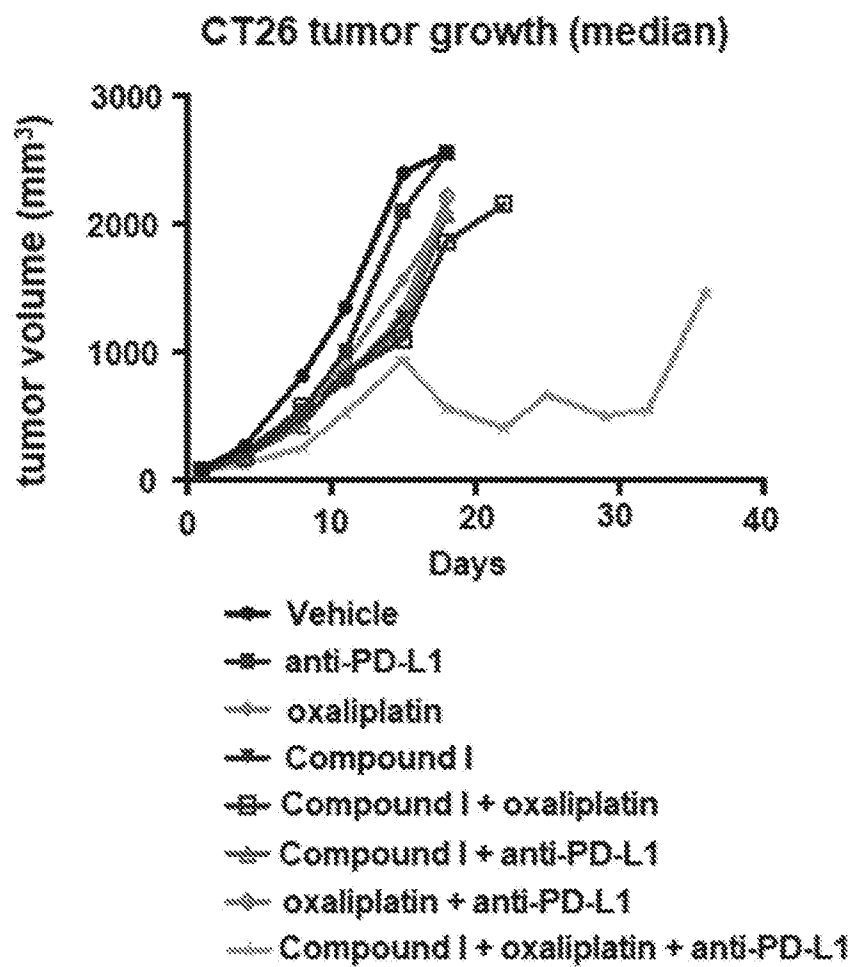 CT26 tumor growth (median)
tumor volume (mm³)
3000
2000
1000
0
0 10 20 30 40
Days
Vehicle
anti-PD-L1
oxaliplatin
Compound I
Compound I + oxaliplatin
Compound I + anti-PD-L1
oxaliplatin + anti-PD-L1
Compound I + oxaliplatin + anti-PD-L1